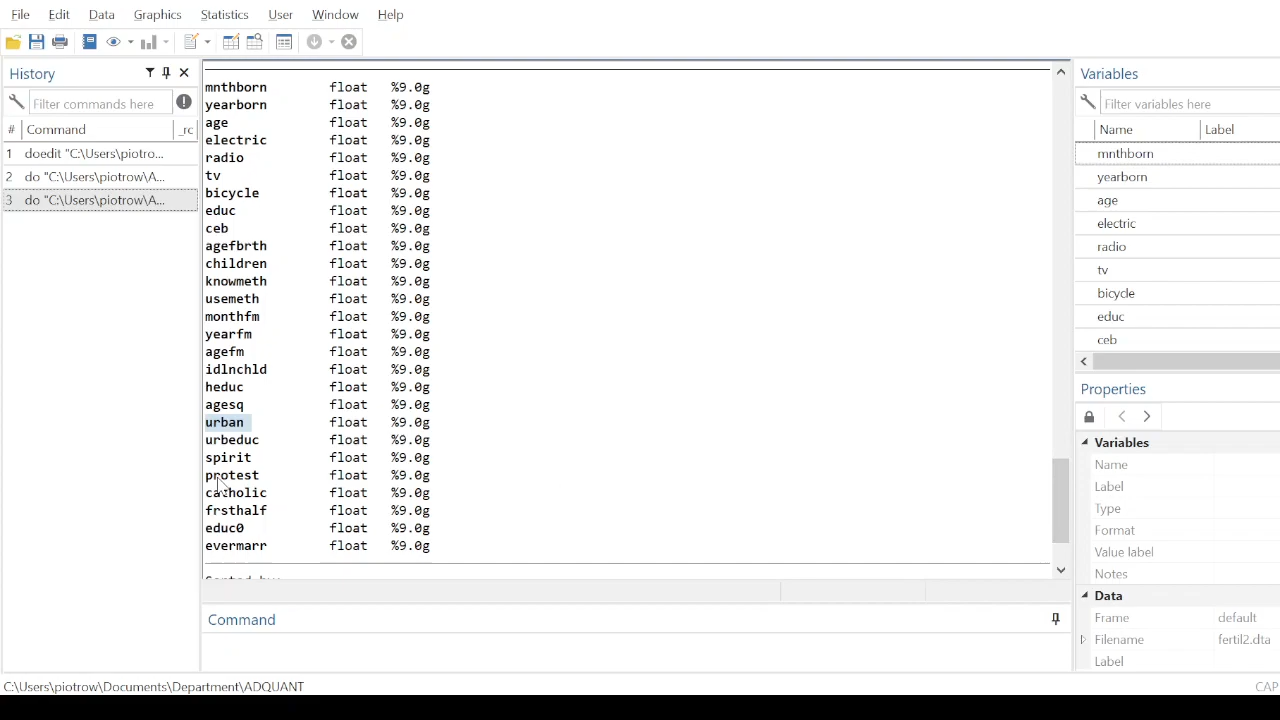 File Edit Data Graphics Statistics User Window Help
History
Filter commands here
# Command _rc
1 doedit "C:\Users\piotro...
2 do "C:\Users\piotrow\A...
3 do "C:\Users\piotrow\A...
mnthborn float %9.0g
yearborn float %9.0g
age float %9.0g
electric float %9.0g
radio float %9.0g
tv float %9.0g
bicycle float %9.0g
educ float %9.0g
ceb float %9.0g
agefbrth float %9.0g
children float %9.0g
knowmeth float %9.0g
usemeth float %9.0g
monthfm float %9.0g
yearfm float %9.0g
agefm float %9.0g
idlnchld float %9.0g
heduc float %9.0g
agesq float %9.0g
urban float %9.0g
urbeduc float %9.0g
spirit float %9.0g
protest float %9.0g
catholic float %9.0g
frsthalf float %9.0g
educ0 float %9.0g
evermarr float %9.0g
Sorted by:
Command
Variables
Filter variables here
Name Label
mnthborn
yearborn
age
electric
radio
tv
bicycle
educ
ceb
Properties
Variables
Name
Label
Type
Format
Value label
Notes
Data
Frame default
Filename fertil2.dta
Label
C:\Users\piotrow\Documents\Department\ADQUANT
CAP